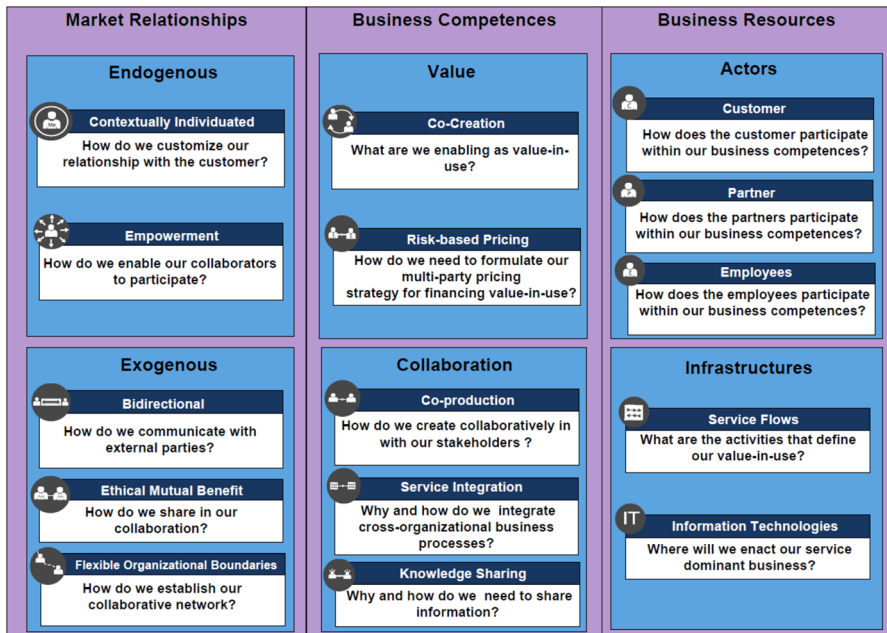 Market Relationships
Endogenous
Me
Contextually Individuated
How do we customize our
relationship with the customer?
Empowerment
How do we enable our collaborators
to participate?
Exogenous
Bidirectional
How do we communicate with
external parties?
Ethical Mutual Benefit
How do we share in our
collaboration?
Flexible Organizational Boundaries
How do we establish our
collaborative network?
Business Competences
Value
Co-Creation
What are we enabling as value-in-
use?
Risk-based Pricing
How do we need to formulate our
multi-party pricing
strategy for financing value-in-use?
Collaboration
Co-production
How do we create collaboratively in
with our stakeholders ?
Service Integration
Why and how do we integrate
cross-organizational business
processes?
Knowledge Sharing
Why and how do we need to share
information?
Business Resources
Actors
C
Customer
How does the customer participate
within our business competences?
P
Partner
How does the partners participate
within our business competences?
E
Employees
How does the employees participate
within our business competences?
Infrastructures
Service Flows
What are the activities that define
our value-in-use?
IT
Information Technologies
Where will we enact our service
dominant business?